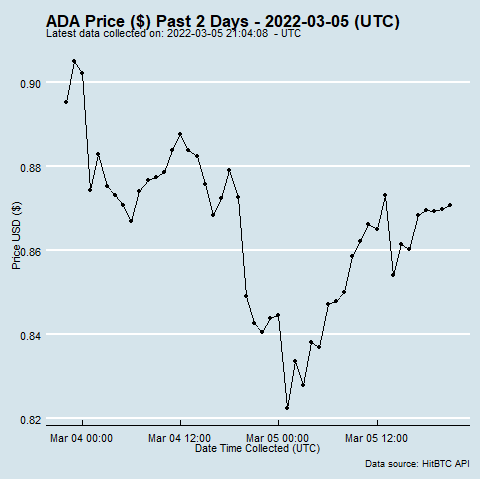 ADA Price ($) Past 2 Days - 2022-03-05 (UTC)
Latest data collected on: 2022-03-05 21:04:08  - UTC
0.90
0.88
0.86
0.84
0.82
Price USD ($)
Mar 04 00:00
Mar 04 12:00
Mar 05 00:00
Mar 05 12:00
Date Time Collected (UTC)
Data source: HitBTC API